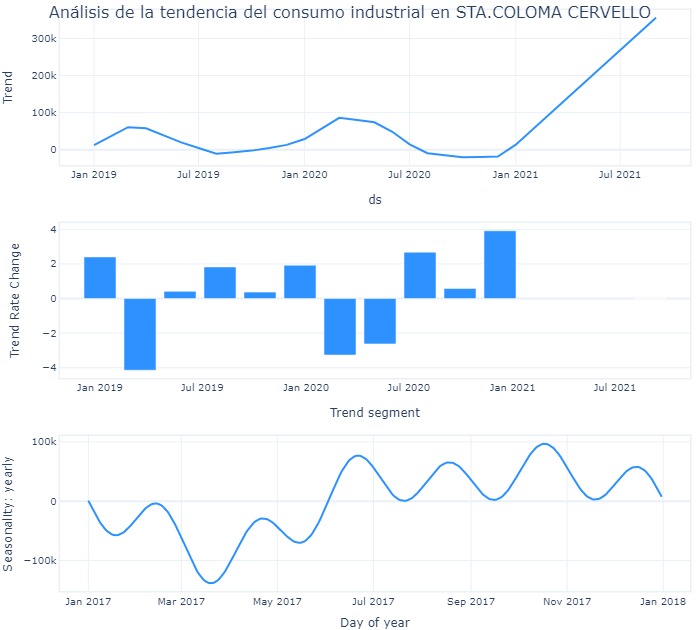 Análisis de la tendencia del consumo industrial en STA.COLOMA CERVELLO
300k
200k
100k
0
Trend
Jan 2019
Jul 2019
Jan 2020
Jul 2020
Jan 2021
Jul 2021
ds
4
2
0
−2
−4
Trend Rate Change
Jan 2019
Jul 2019
Jan 2020
Jul 2020
Jan 2021
Jul 2021
Trend segment
100k
0
−100k
Seasonality: yearly
Jan 2017
Mar 2017
May 2017
Jul 2017
Sep 2017
Nov 2017
Jan 2018
Day of year